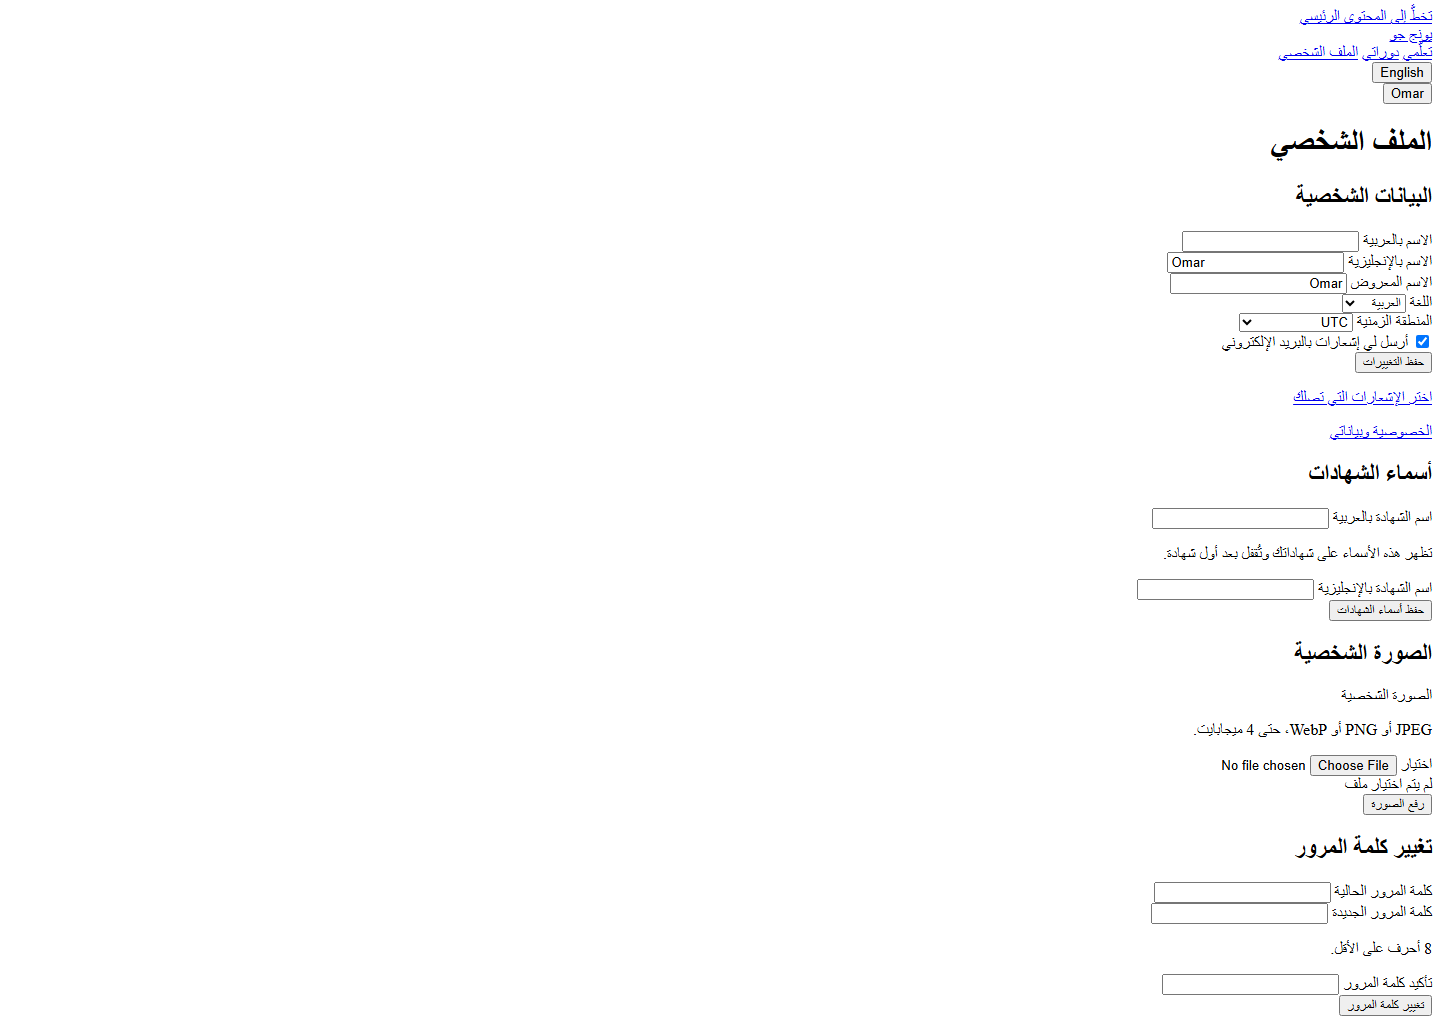 تخطَّ إلى المحتوى الرئيسي
يونج جو
تعلّمي دوراتي الملف الشخصي
English
Omar
الملف الشخصي
البيانات الشخصية
الاسم بالعربية
الاسم بالإنجليزية Omar
الاسم المعروض Omar
اللغة العربية
المنطقة الزمنية UTC
أرسل لي إشعارات بالبريد الإلكتروني
حفظ التغييرات
اختر الإشعارات التي تصلك
الخصوصية وبياناتي
أسماء الشهادات
اسم الشهادة بالعربية
تظهر هذه الأسماء على شهاداتك وتُقفل بعد أول شهادة.
اسم الشهادة بالإنجليزية
حفظ أسماء الشهادات
الصورة الشخصية
الصورة الشخصية
JPEG أو PNG أو WebP، حتى 4 ميجابايت.
اختيار Choose File No file chosen
لم يتم اختيار ملف
رفع الصورة
تغيير كلمة المرور
كلمة المرور الحالية
كلمة المرور الجديدة
8 أحرف على الأقل.
تأكيد كلمة المرور
تغيير كلمة المرور